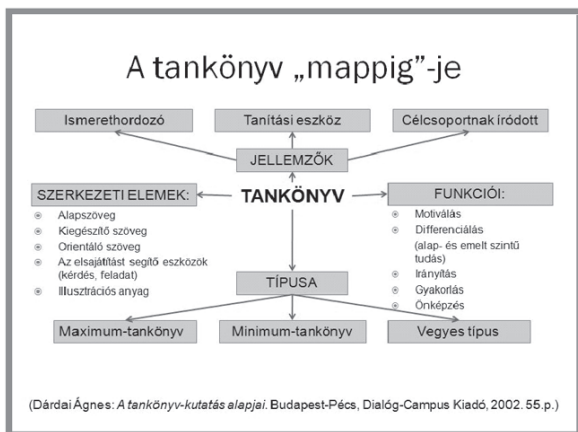 A tankönyv „mappig”-je
Ismerethordozó
Tanítási eszköz
Célcsoportnak íródott
JELLEMZŐK
SZERKEZETI ELEMEK:
TANKÖNYV
FUNKCIÓI:
Alapszöveg
Kiegészítő szöveg
Orientáló szöveg
Az elsajátítást segítő eszközök
(kérdés, feladat)
Illusztrációs anyag
Motiválás
Differenciálás
(alap- és emelt szintű
tudás)
Irányítás
Gyakorlás
Önképzés
TÍPUSA
Maximum-tankönyv
Minimum-tankönyv
Vegyes típus
(Dárdai Ágnes: A tankönyv-kutatás alapjai. Budapest-Pécs, Dialóg-Campus Kiadó, 2002. 55.p.)